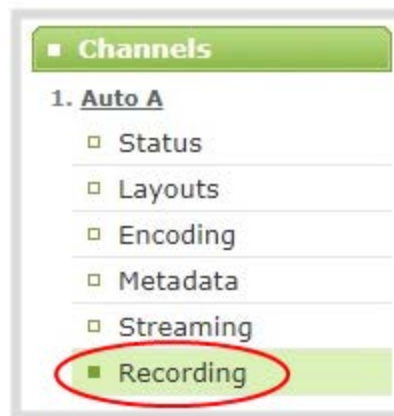 Channels
1. Auto A
Status
Layouts
Encoding
Metadata
Streaming
Recording